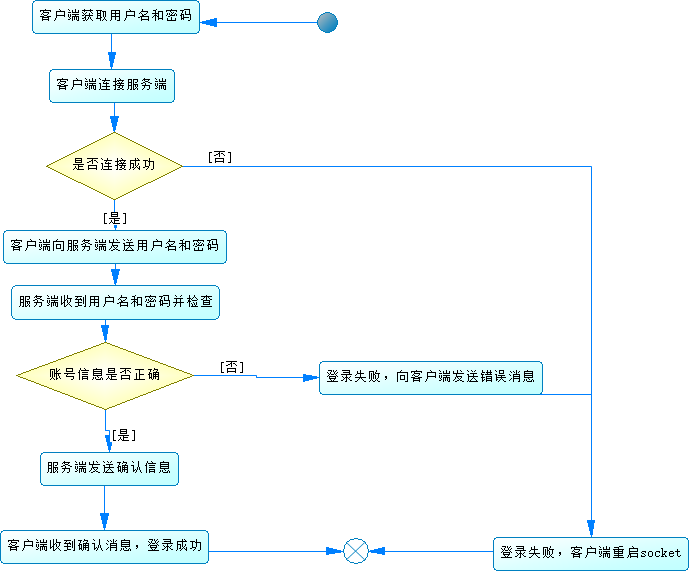 客户端获取用户名和密码
客户端连接服务端
是否连接成功
[否]
[是]
客户端向服务端发送用户名和密码
服务端收到用户名和密码并检查
账号信息是否正确
[否]
登录失败，向客户端发送错误消息
[是]
服务端发送确认信息
客户端收到确认消息，登录成功
登录失败，客户端重启socket